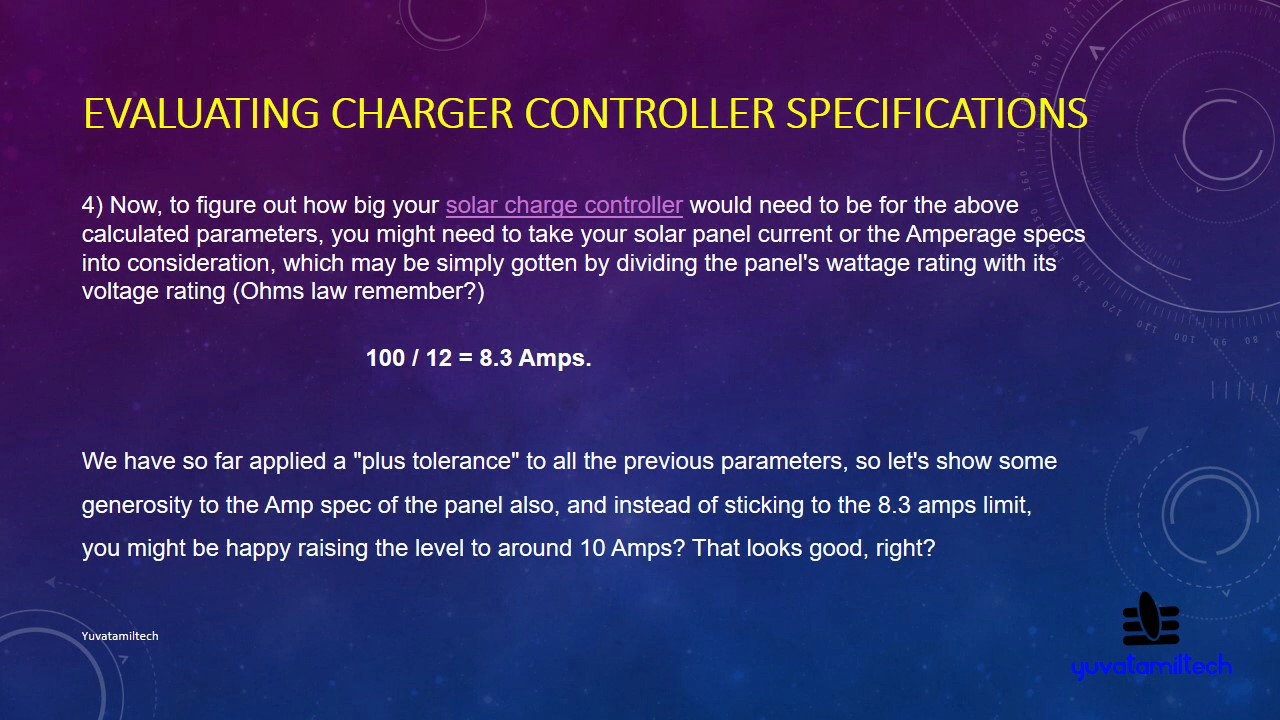 EVALUATING CHARGER CONTROLLER SPECIFICATIONS
4) Now, to figure out how big your solar charge controller would need to be for the above
calculated parameters, you might need to take your solar panel current or the Amperage specs
into consideration, which may be simply gotten by dividing the panel's wattage rating with its
voltage rating (Ohms law remember?)
100 / 12 = 8.3 Amps.
We have so far applied a "plus tolerance" to all the previous parameters, so let's show some
generosity to the Amp spec of the panel also, and instead of sticking to the 8.3 amps limit,
you might be happy raising the level to around 10 Amps? That looks good, right?
Yuvatamiltech
yuvatamiltech